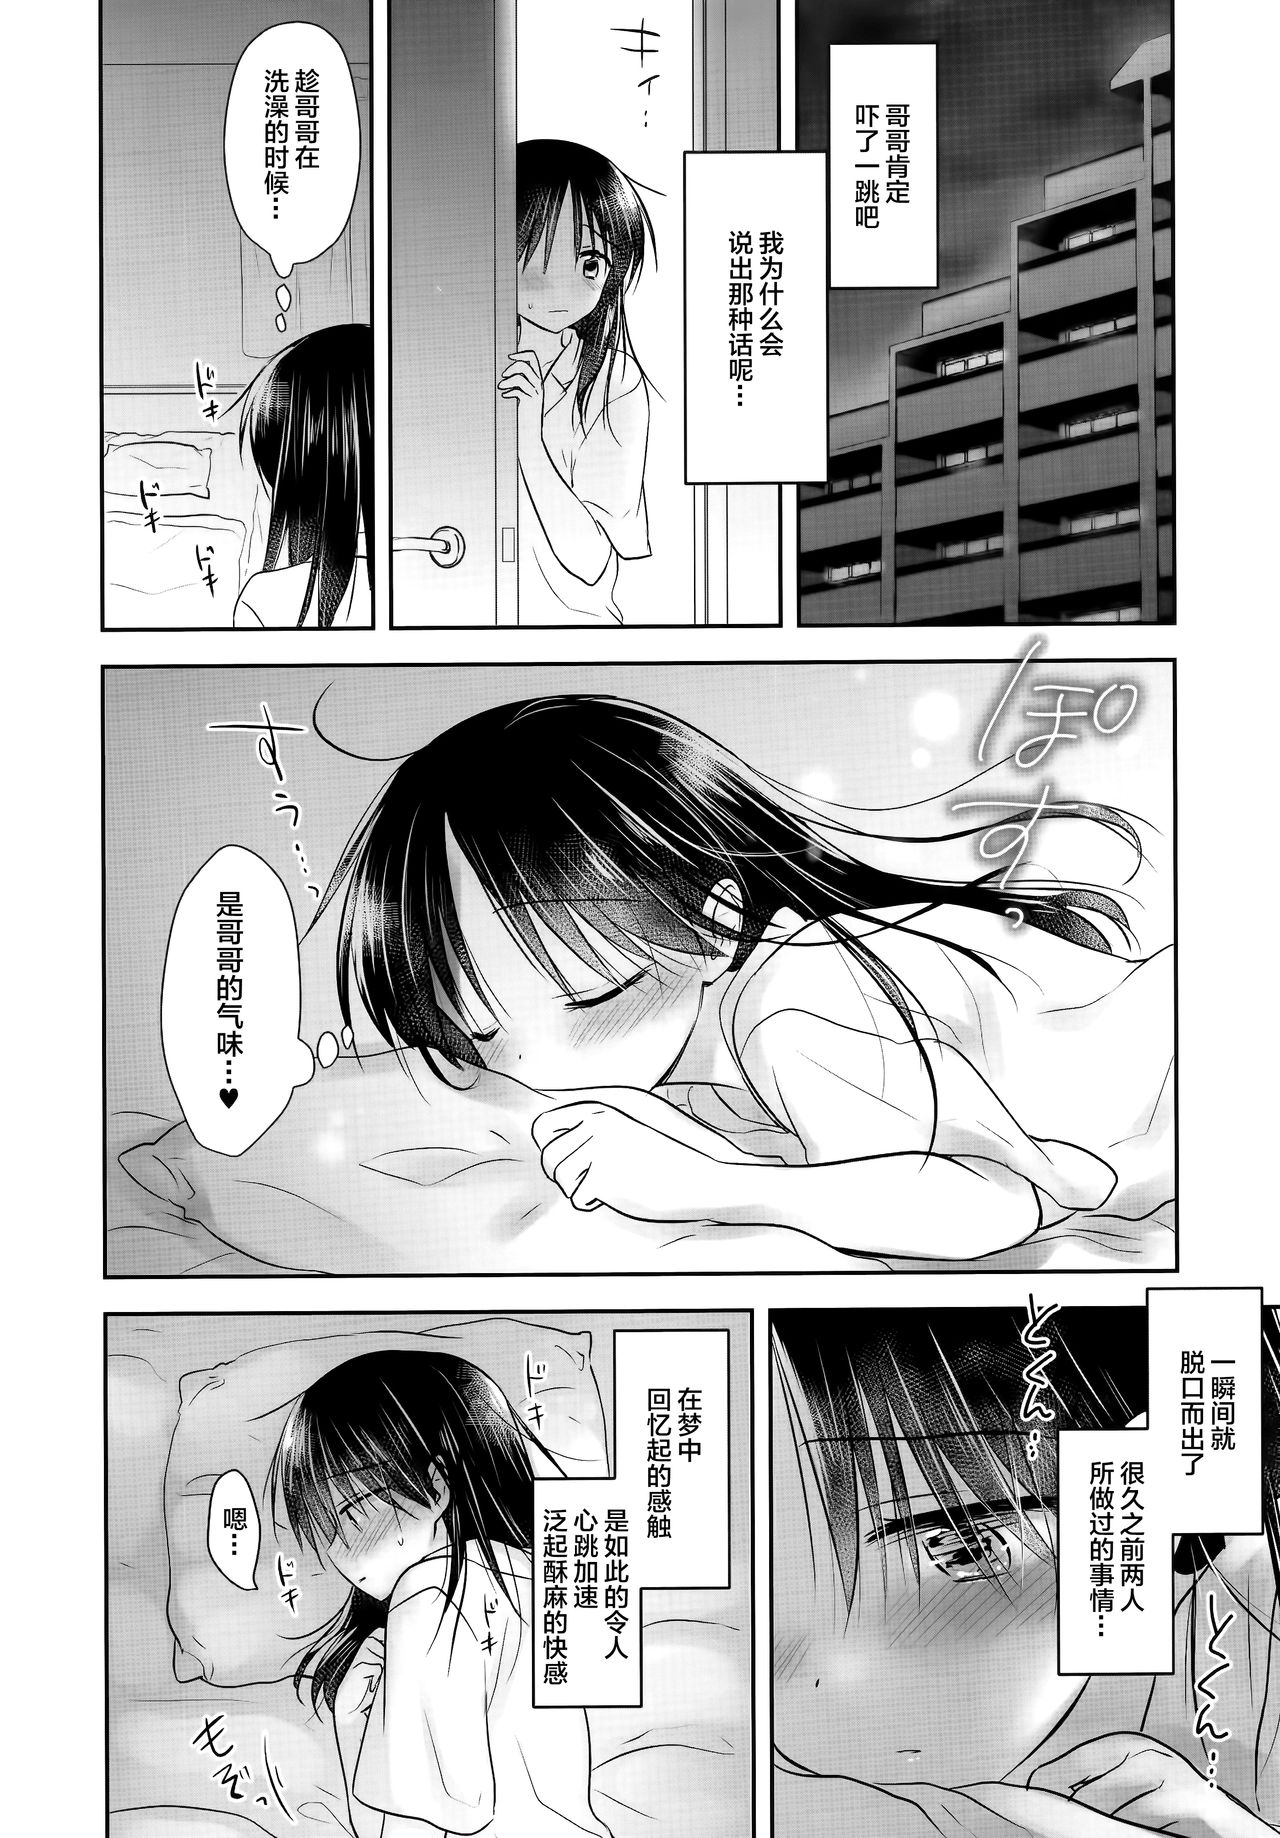 哥哥肯定
吓了一跳吧
我为什么会
说出那种话呢…
キィ…
趁哥哥在
洗澡的时候…
ドキ
ドキ
ドキ
ぽすっ
すぅ…
是哥哥的气味…♥
一瞬间就
脱口而出了
很久之前两人
所做过的事情…
とくん…
とくん…
在梦中
回忆起的感触
是如此的令人
心跳加速
泛起酥麻的快感
ドキ
ドキ
嗯…
もぞっ